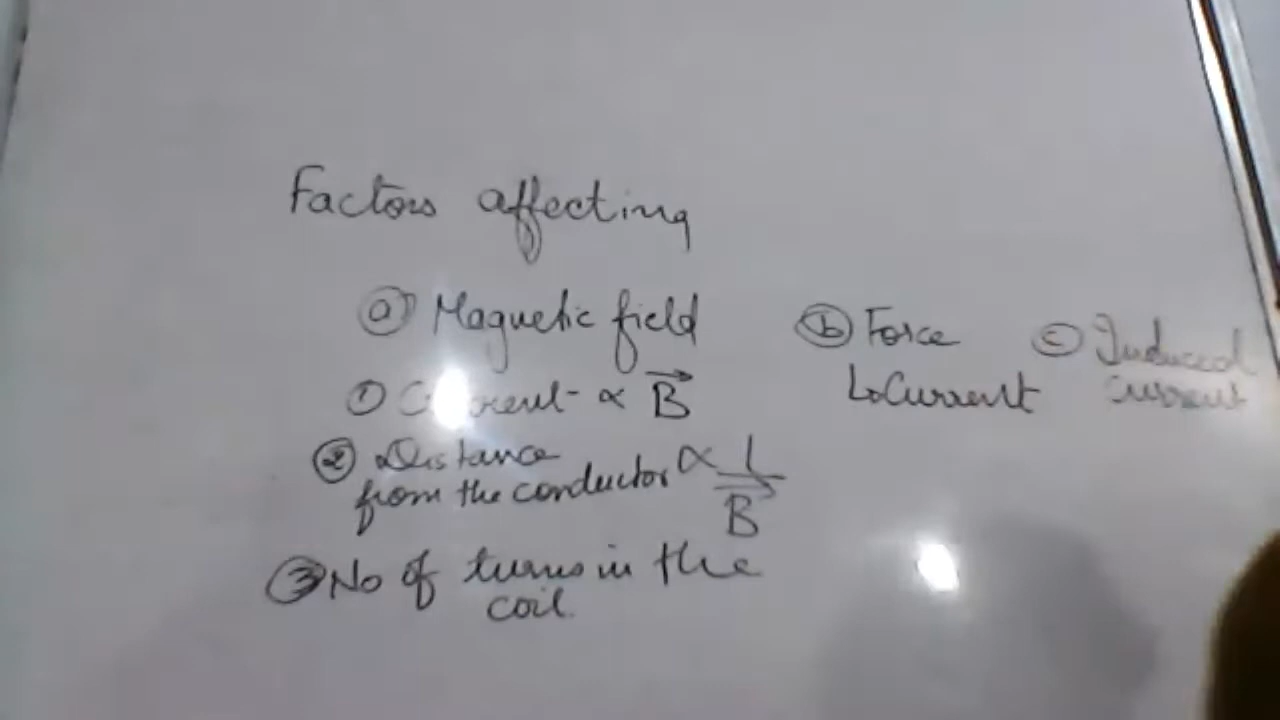 Factors affecting
(a) Magnetic field
① Current ∝ B⃗
② Distance
from the conductor ∝ 1/B⃗
③ No of turns in the
coil.
(b) Force
↳ Current
(c) Induced
current